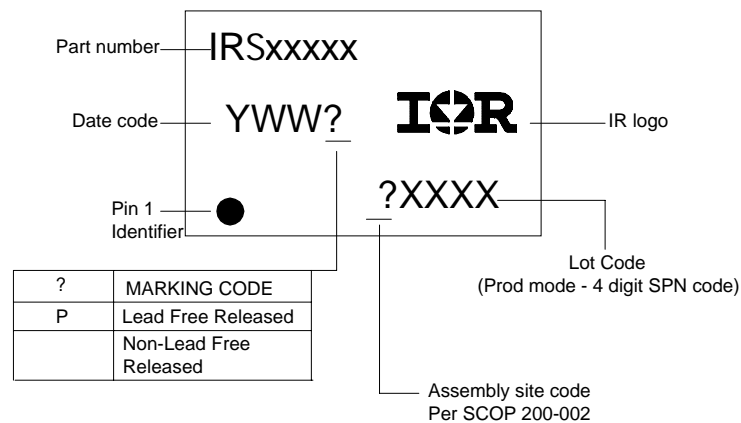 Part number
IRSxxxxx
Date code
YWW?
IOR
IR logo
?XXXX
Pin 1
Identifier
Lot Code
(Prod mode - 4 digit SPN code)
? MARKING CODE
P Lead Free Released
Non-Lead Free
Released
Assembly site code
Per SCOP 200-002